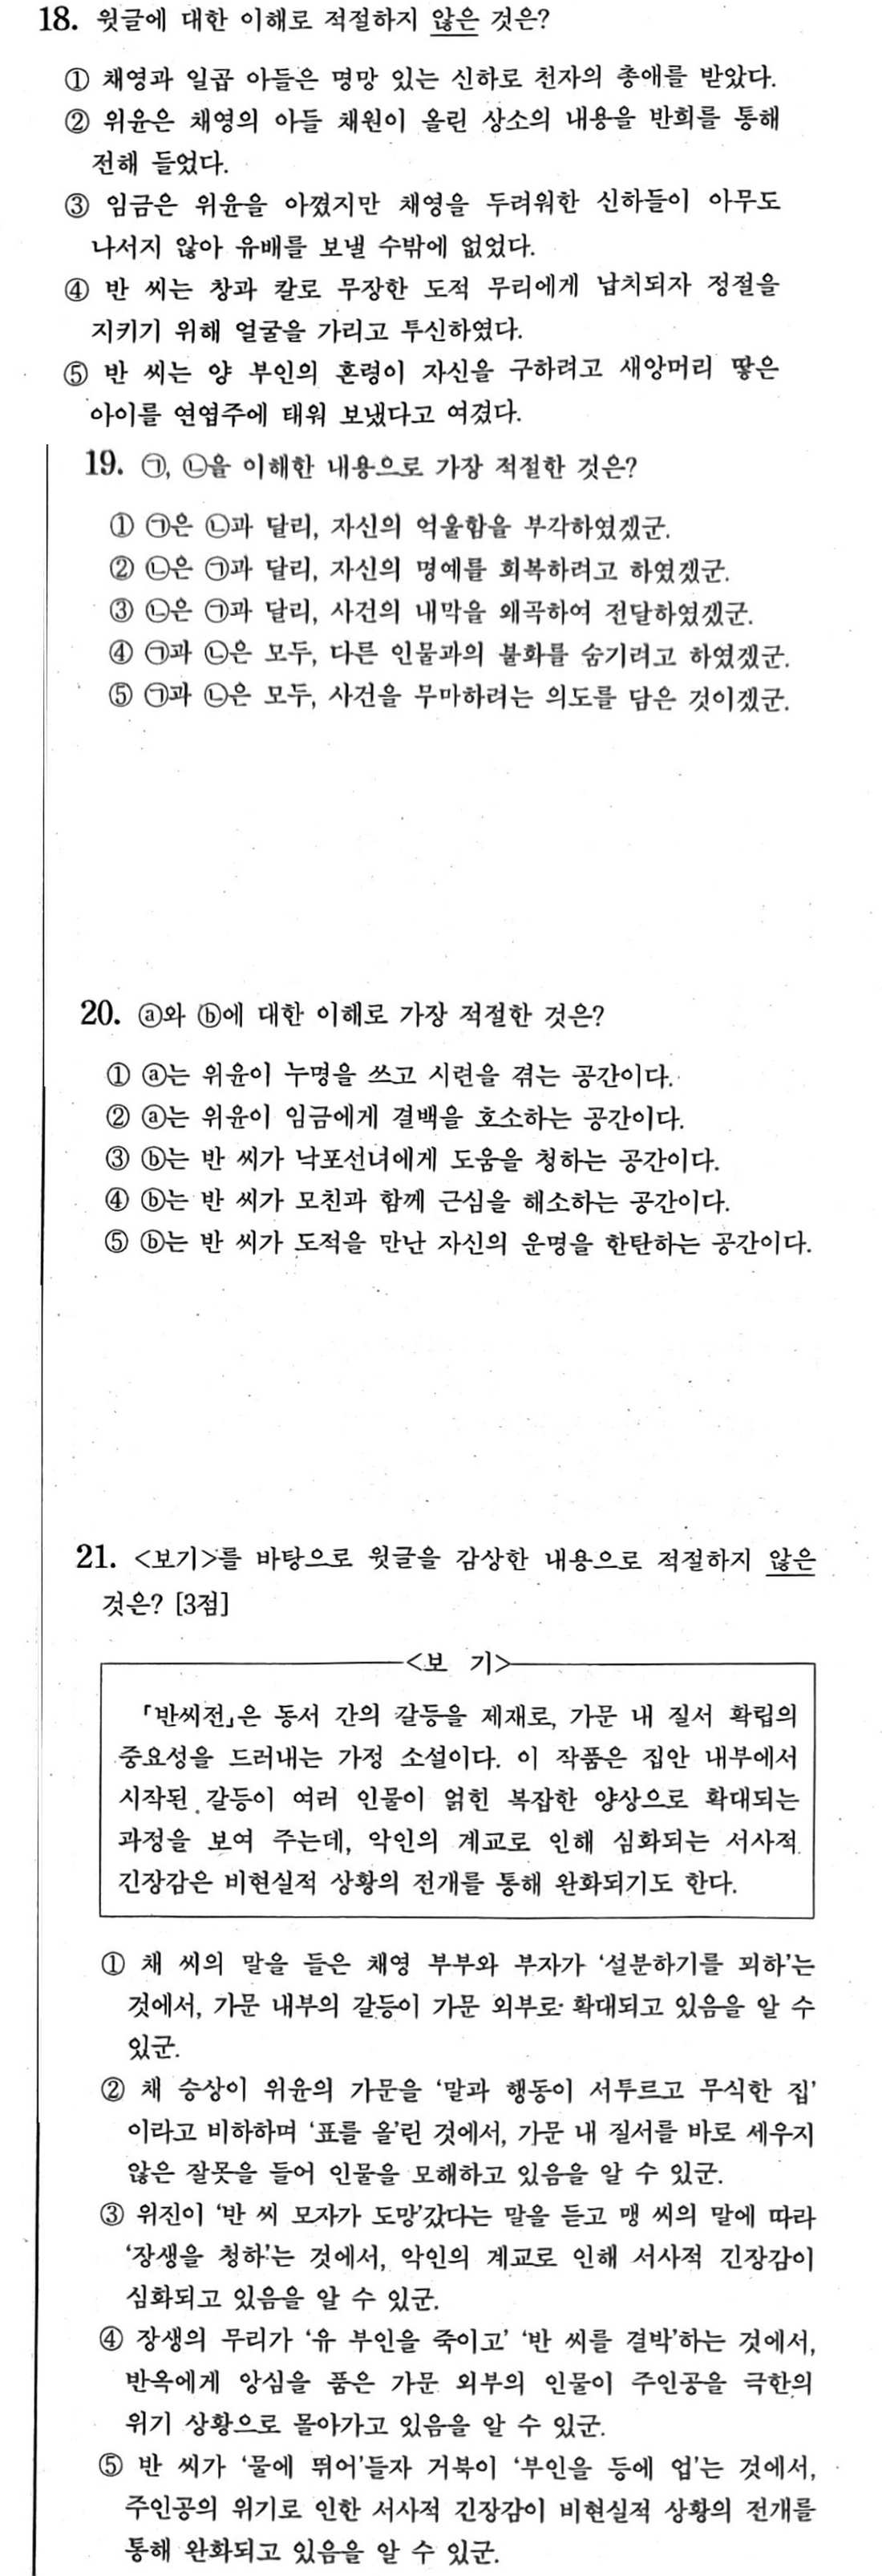 18. 윗글에 대한 이해로 적절하지 않은 것은?
① 채영과 일곱 아들은 명망 있는 신하로 천자의 총애를 받았다.
② 위윤은 채영의 아들 채원이 올린 상소의 내용을 반희를 통해
전해 들었다.
③ 임금은 위윤을 아꼈지만 채영을 두려워한 신하들이 아무도
나서지 않아 유배를 보낼 수밖에 없었다.
④ 반 씨는 창과 칼로 무장한 도적 무리에게 납치되자 정절을
지키기 위해 얼굴을 가리고 투신하였다.
⑤ 반 씨는 양 부인의 혼령이 자신을 구하려고 새앙머리 땋은
아이를 연엽주에 태워 보냈다고 여겼다.
19. ㉠, ㉡을 이해한 내용으로 가장 적절한 것은?
① ㉠은 ㉡과 달리, 자신의 억울함을 부각하였겠군.
② ㉡은 ㉠과 달리, 자신의 명예를 회복하려고 하였겠군.
③ ㉡은 ㉠과 달리, 사건의 내막을 왜곡하여 전달하였겠군.
④ ㉠과 ㉡은 모두, 다른 인물과의 불화를 숨기려고 하였겠군.
⑤ ㉠과 ㉡은 모두, 사건을 무마하려는 의도를 담은 것이겠군.
20. ⓐ와 ⓑ에 대한 이해로 가장 적절한 것은?
① ⓐ는 위윤이 누명을 쓰고 시련을 겪는 공간이다.
② ⓐ는 위윤이 임금에게 결백을 호소하는 공간이다.
③ ⓑ는 반 씨가 낙포선녀에게 도움을 청하는 공간이다.
④ ⓑ는 반 씨가 모친과 함께 근심을 해소하는 공간이다.
⑤ ⓑ는 반 씨가 도적을 만난 자신의 운명을 한탄하는 공간이다.
21. <보기>를 바탕으로 윗글을 감상한 내용으로 적절하지 않은
것은? [3점]
<보 기>
「반씨전」은 동서 간의 갈등을 제재로, 가문 내 질서 확립의
중요성을 드러내는 가정 소설이다. 이 작품은 집안 내부에서
시작된 갈등이 여러 인물이 얽힌 복잡한 양상으로 확대되는
과정을 보여 주는데, 악인의 계교로 인해 심화되는 서사적
긴장감은 비현실적 상황의 전개를 통해 완화되기도 한다.
① 채 씨의 말을 들은 채영 부부와 부자가 ‘설분하기를 꾀하’는
것에서, 가문 내부의 갈등이 가문 외부로 확대되고 있음을 알 수
있군.
② 채 승상이 위윤의 가문을 ‘말과 행동이 서투르고 무식한 집’
이라고 비하하며 ‘표를 올’린 것에서, 가문 내 질서를 바로 세우지
않은 잘못을 들어 인물을 모해하고 있음을 알 수 있군.
③ 위진이 ‘반 씨 모자가 도망’갔다는 말을 듣고 맹 씨의 말에 따라
‘장생을 청하’는 것에서, 악인의 계교로 인해 서사적 긴장감이
심화되고 있음을 알 수 있군.
④ 장생의 무리가 ‘유 부인을 죽이고’ ‘반 씨를 결박’하는 것에서,
반옥에게 앙심을 품은 가문 외부의 인물이 주인공을 극한의
위기 상황으로 몰아가고 있음을 알 수 있군.
⑤ 반 씨가 ‘물에 뛰어’들자 거북이 ‘부인을 등에 업’는 것에서,
주인공의 위기로 인한 서사적 긴장감이 비현실적 상황의 전개를
통해 완화되고 있음을 알 수 있군.